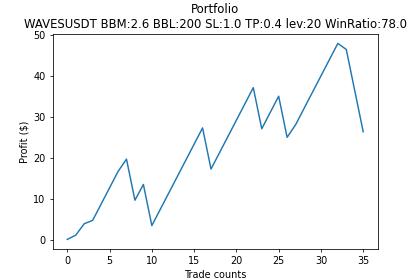 Portfolio
WAVESUSDT BBM:2.6 BBL:200 SL:1.0 TP:0.4 lev:20 WinRatio:78.0
50
40
30
20
10
0
Profit ($)
0 5 10 15 20 25 30 35
Trade counts